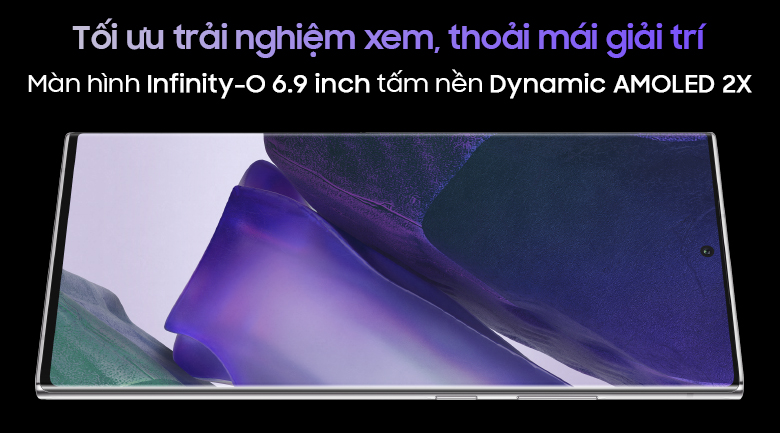 Tối ưu trải nghiệm xem, thoải mái giải trí
Màn hình Infinity-O 6.9 inch tấm nền Dynamic AMOLED 2X